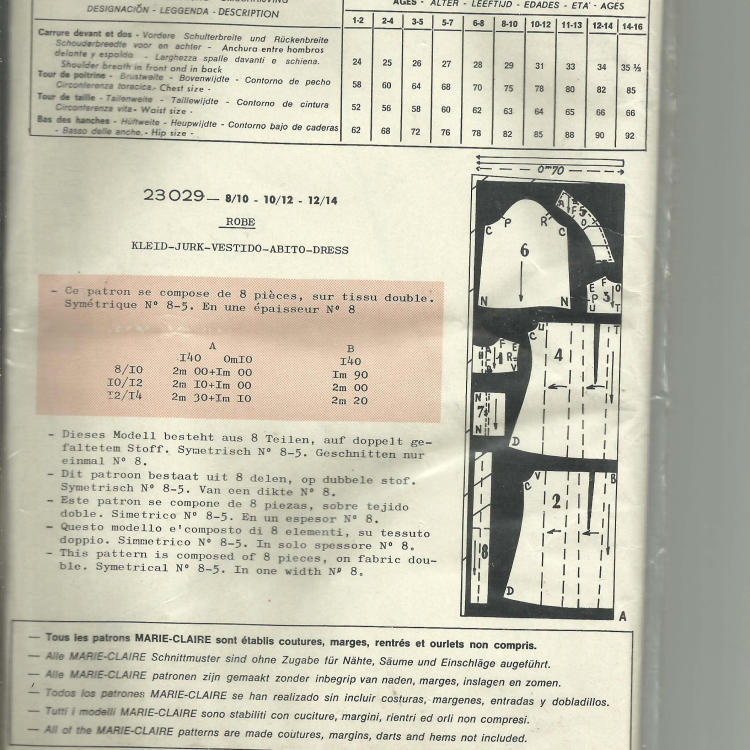 DESIGNACIÓN - LEGENDA - DESCRIPTION
AGES - ALTER - LEEFTIJD - EDADES - ETA' - AGÉS
1-2 2-4 3-5 5-7 6-8 8-10 10-12 11-13 12-14 14-16
Carrure devant et dos - Vordere Schulterbreite und Rückenbreite
Schouderbreedte voor en achter - Anchura entre hombros
delante y espalda - Larghezza spalle davanti e schiena.
Shoulder breath in front and in back
24 25 26 27 28 29 31 33 34 35 ½
Tour de poitrine - Brustweite - Bovenwijdte - Contorno de pecho
Circonferenza toracica - Chest size -
58 60 64 68 70 75 78 80 82 85
Tour de taille - Taillenweite - Taillewijdte - Contorno de cintura
Circonferenza vita - Waist size -
52 56 58 60 62 63 64 65 66 66
Bas des hanches - Hüftweite - Heupwijdte - Contorno bajo de caderas
- Basso delle anche - Hip size -
62 68 72 76 78 82 85 88 90 92
23029 — 8/10 - 10/12 - 12/14
ROBE
KLEID-JURK-VESTIDO-ABITO-DRESS
- Ce patron se compose de 8 pièces, sur tissu double.
Symétrique N° 8-5. En une épaisseur N° 8
A B
I40 0mI0 I40
8/I0 2m 00+Im 00 Im 90
I0/I2 2m I0+Im 00 2m 00
I2/I4 2m 30+Im I0 2m 20
- Dieses Modell besteht aus 8 Teilen, auf doppelt ge-
faltetem Stoff. Symetrisch N° 8-5. Geschnitten nur
einmal N° 8.
- Dit patroon bestaat uit 8 delen, op dubbele stof.
Symetrisch N° 8-5. Van een dikte N° 8.
- Este patron se compone de 8 piezas, sobre tejido
doble. Simetrico N° 8-5. En un espesor N° 8.
- Questo modello e'composto di 8 elementi, su tessuto
doppio. Simmetrico N° 8-5. In solo spessore N° 8.
- This pattern is composed of 8 pieces, on fabric dou-
ble. Symetrical N° 8-5. In one width N° 8.
0m70
C P R C
6
N N
A F O
E F O
P 3
U T
C U T
4
D
F E
1 R
V
N
7
N
C V B
2
D
8
A
— Tous les patrons MARIE-CLAIRE sont établis coutures, marges, rentrés et ourlets non compris.
— Alle MARIE-CLAIRE Schnittmuster sind ohne Zugabe für Nähte, Säume und Einschläge augeführt.
— Alle MARIE-CLAIRE patronen zijn gemaakt zonder inbegrip van naden, marges, inslagen en zomen.
— Todos los patrones MARIE-CLAIRE se han realizado sin incluir costuras, margenes, entradas y dobladillos.
— Tutti i modelli MARIE-CLAIRE sono stabiliti con cuciture, margini, rientri ed orli non compresi.
— All of the MARIE-CLAIRE patterns are made coutures, margins, darts and hems not included.